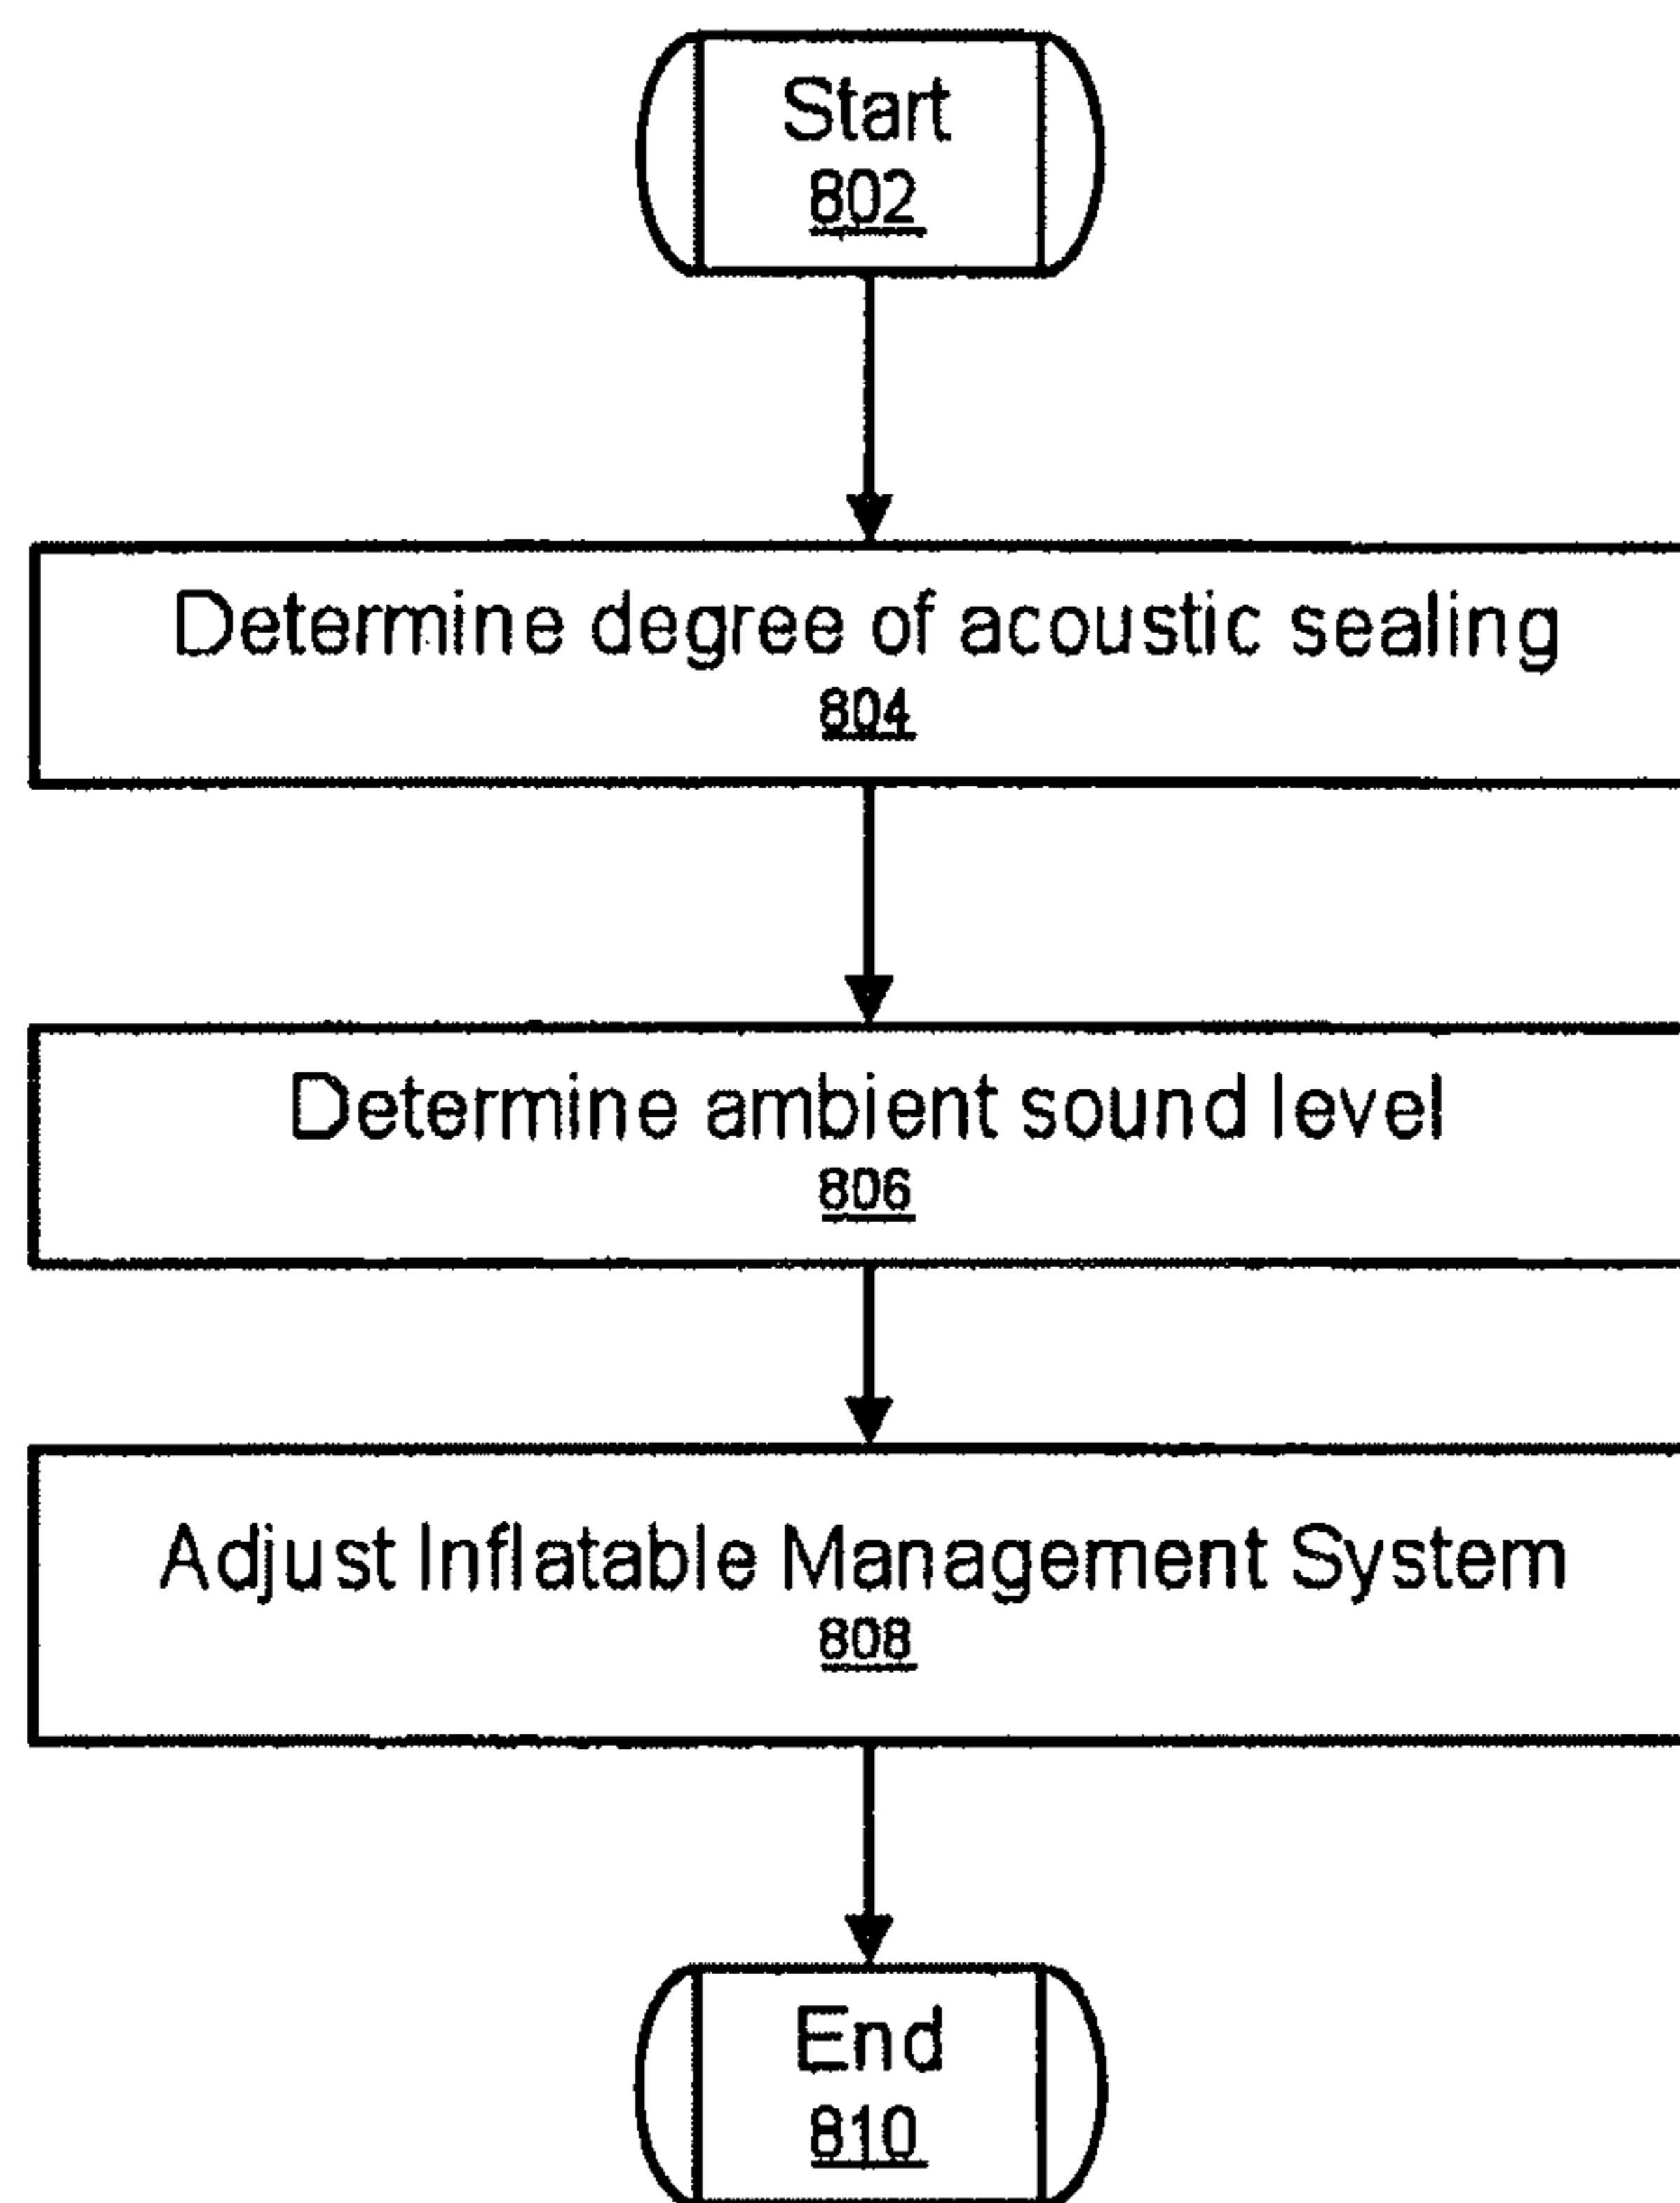 Start
802
Determine degree of acoustic sealing
804
Determine ambient sound level
806
Adjust Inflatable Management System
808
End
810